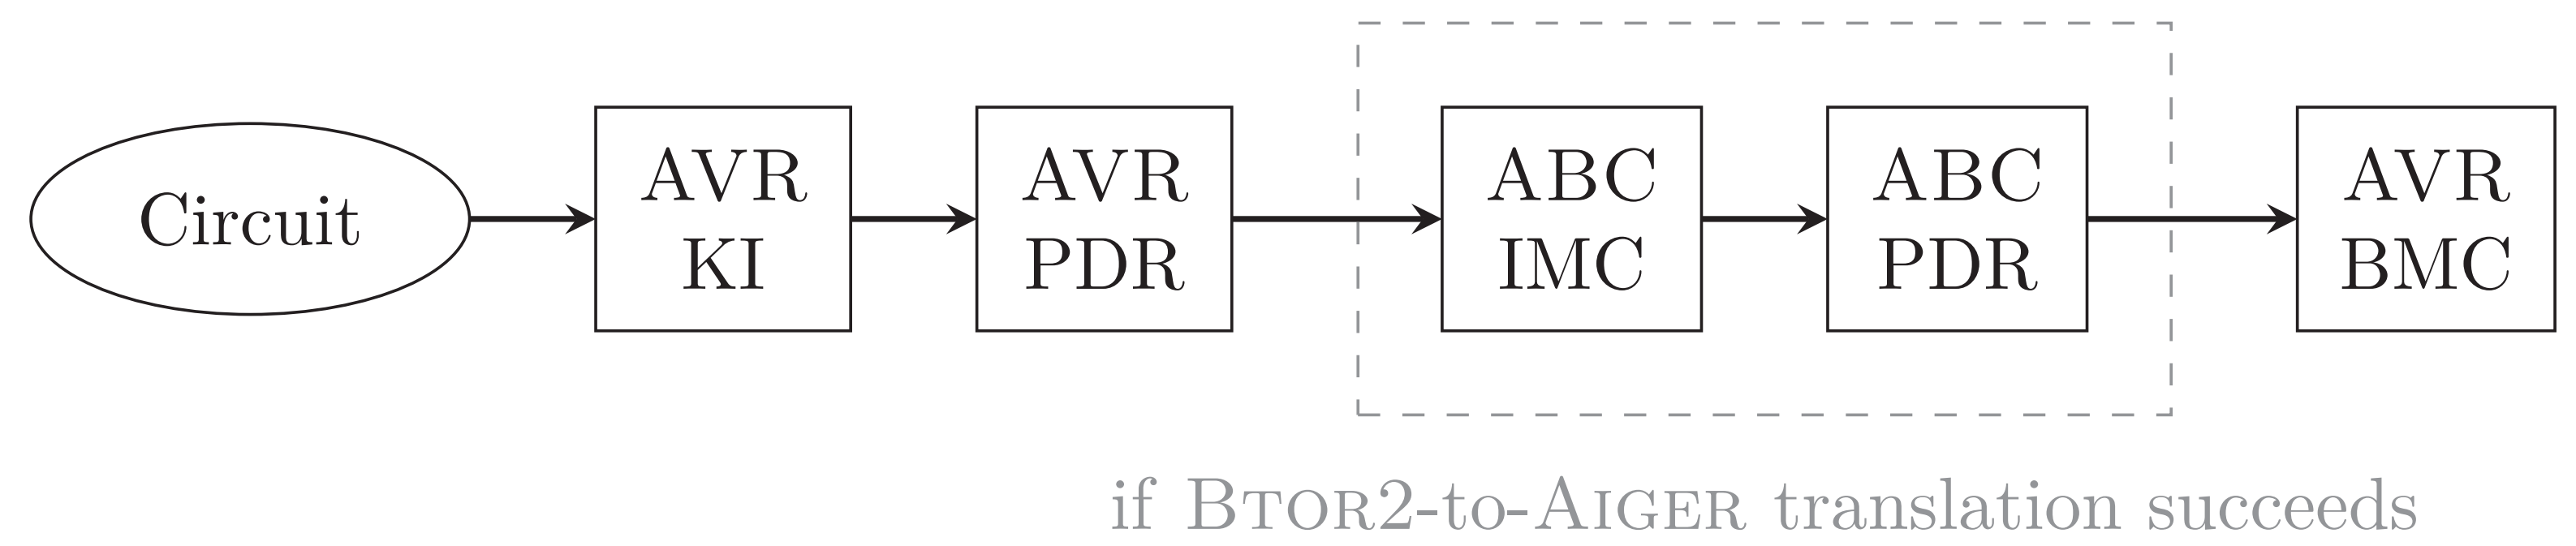 Circuit
AVR
KI
AVR
PDR
ABC
IMC
ABC
PDR
AVR
BMC
if BTOR2-to-AIGER translation succeeds